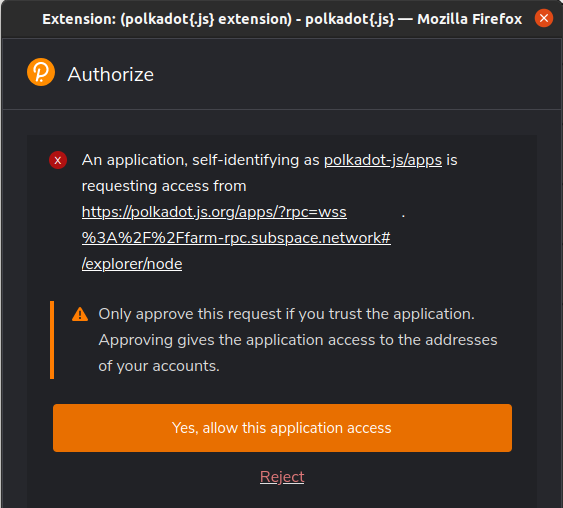 Extension: (polkadot{.js} extension) - polkadot{.js} — Mozilla Firefox
Authorize
An application, self-identifying as polkadot-js/apps is
requesting access from
https://polkadot.js.org/apps/?rpc=wss .
%3A%2F%2Ffarm-rpc.subspace.network#
/explorer/node
Only approve this request if you trust the application.
Approving gives the application access to the addresses
of your accounts.
Yes, allow this application access
Reject